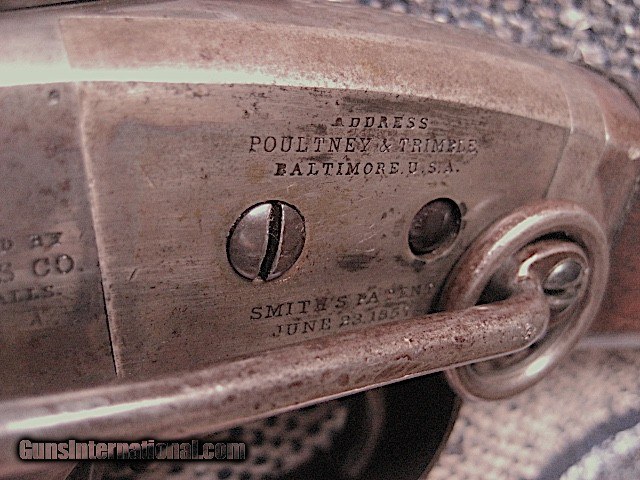 ADDRESS
POULTNEY & TRIMBLE
BALTIMORE. U.S.A.
D BY
S CO.
ALLS.
A
SMITH'S PATENT
JUNE 23. 1857
GunsInternational.com